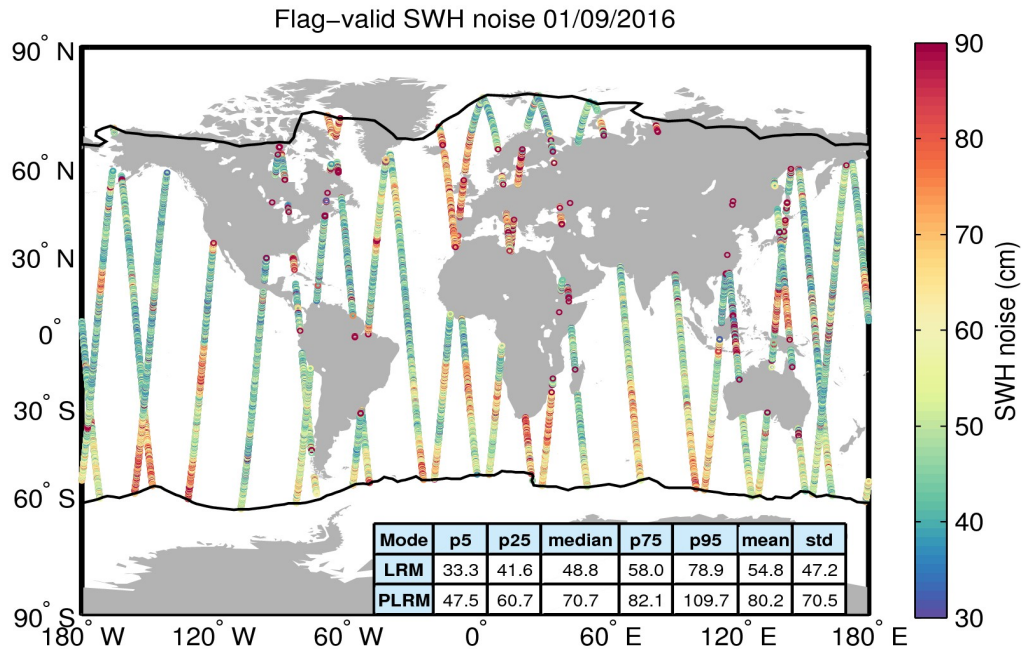 Flag−valid SWH noise 01/09/2016
90° N
60° N
30° N
0°
30° S
60° S
90° S
180° W
120° W
60° W
0°
60° E
120° E
180° E
Mode p5 p25 median p75 p95 mean std
LRM 33.3 41.6 48.8 58.0 78.9 54.8 47.2
PLRM 47.5 60.7 70.7 82.1 109.7 80.2 70.5
90
80
70
60
50
40
30
SWH noise (cm)